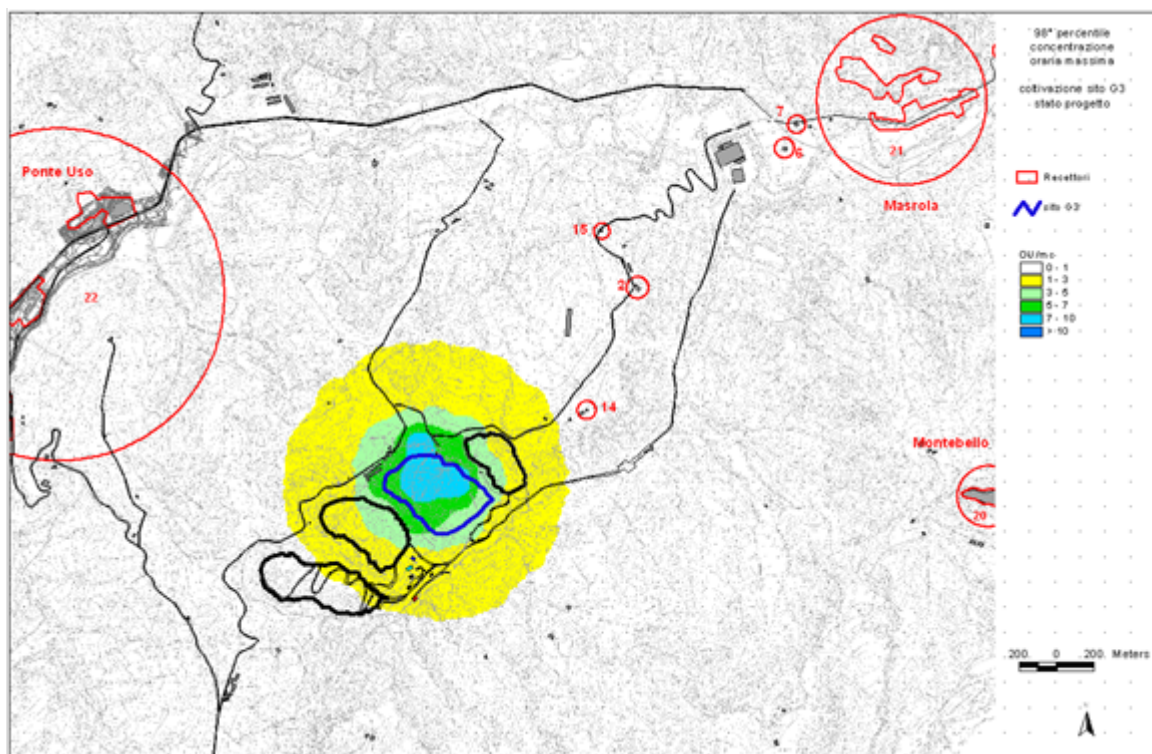 98° percentile
concentrazione
oraria massima
coltivazione sito G3
stato progetto
Recettori
sito G3
OU/mc
0 - 1
1 - 3
3 - 5
5 - 7
7 - 10
> 10
7
6
21
Masrola
Ponte Uso
22
15
2
14
Montebello
20
200. 0 200. Meters